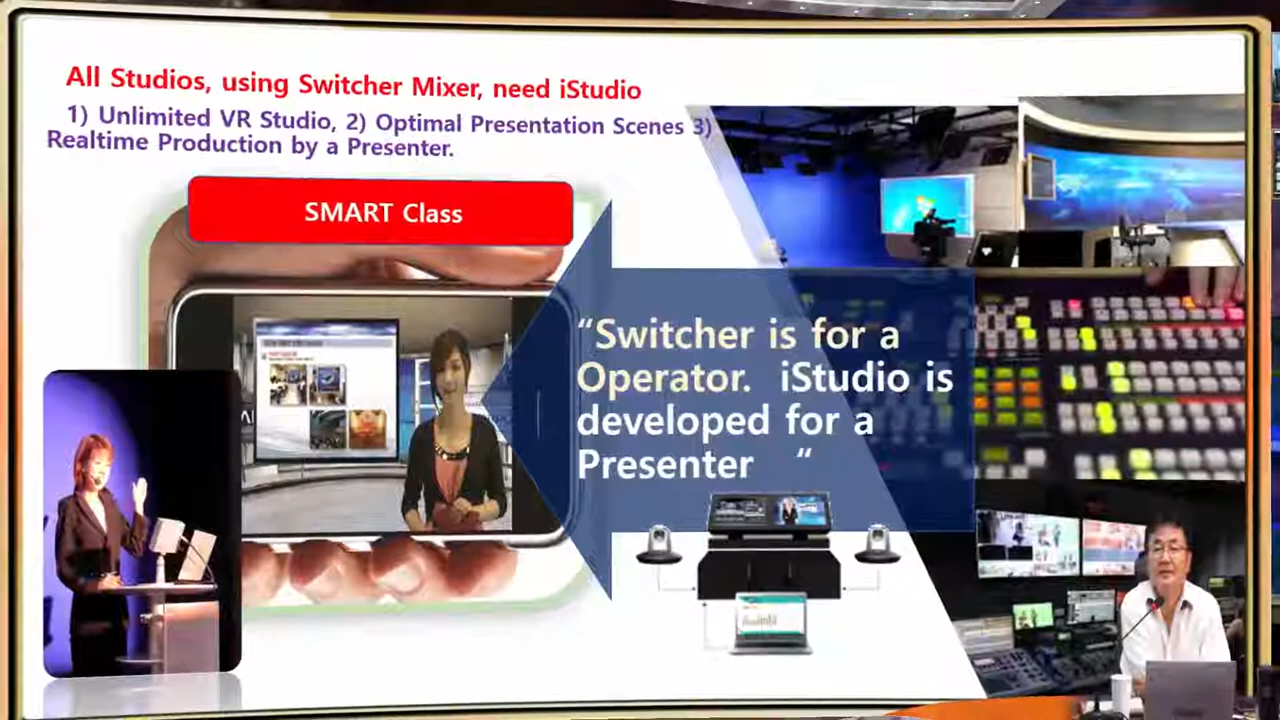 All Studios, using Switcher Mixer, need iStudio
1) Unlimited VR Studio, 2) Optimal Presentation Scenes 3)
Realtime Production by a Presenter.
SMART Class
“Switcher is for a
Operator. iStudio is
developed for a
Presenter “